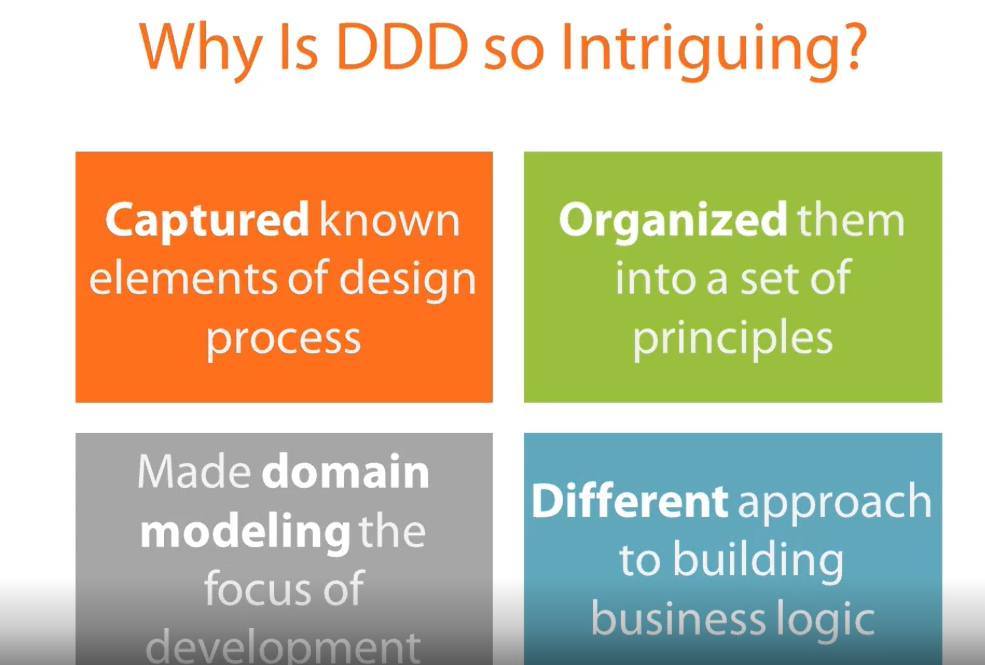 Why Is DDD so Intriguing?
Captured known
elements of design
process
Organized them
into a set of
principles
Made domain
modeling the
focus of
development
Different approach
to building
business logic